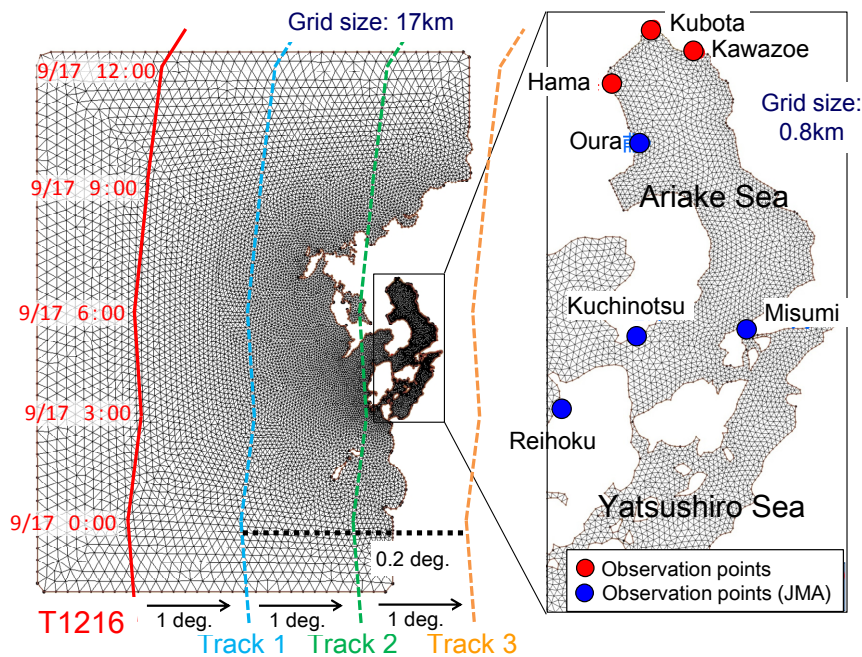 Grid size: 17km
9/17 12:00
9/17 9:00
9/17 6:00
9/17 3:00
9/17 0:00
0.2 deg.
T1216
1 deg.
1 deg.
1 deg.
Track 1
Track 2
Track 3
Kubota
Kawazoe
Hama
Grid size:
0.8km
Oura
Ariake Sea
Kuchinotsu
Misumi
Reihoku
Yatsushiro Sea
Observation points
Observation points (JMA)